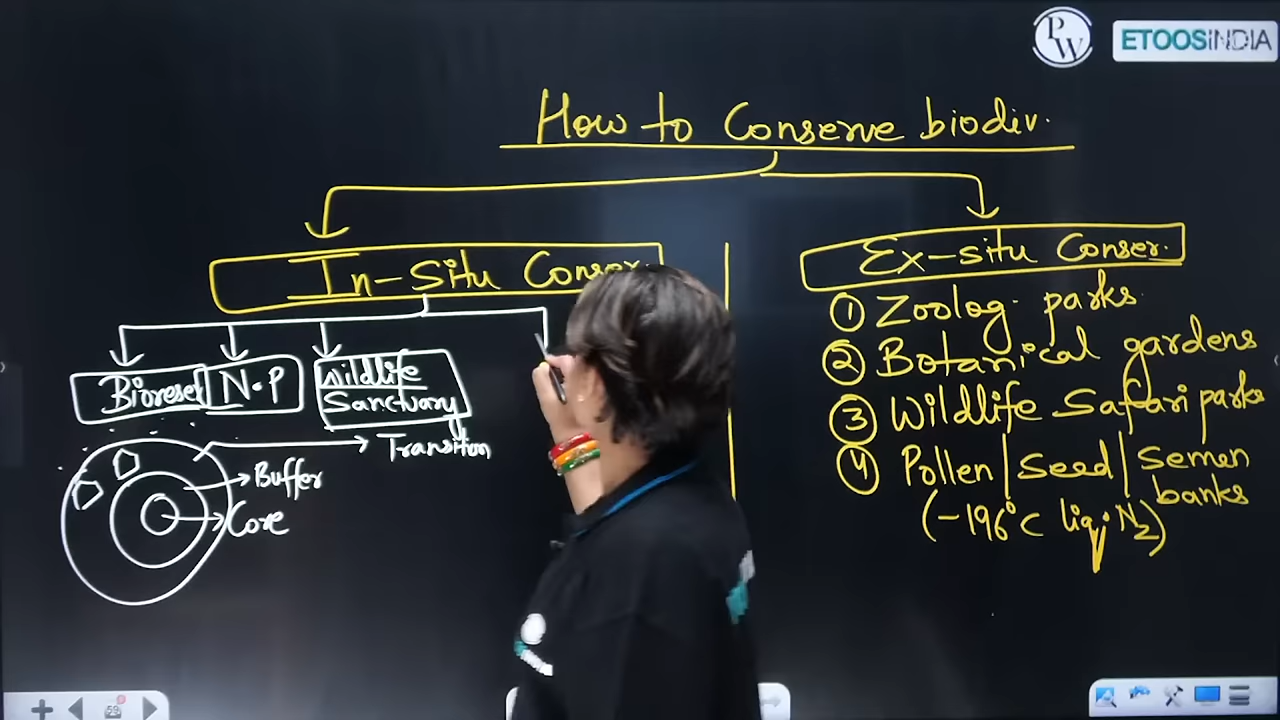 PW
ETOOSINDIA
How to Conserve biodiv.
In-situ Conser.
Ex-situ Conser.
Bioreser
N.P
Wildlife
Sanctuary
Transition
Buffer
Core
① Zoolog. parks
② Botanical gardens
③ Wildlife Safari parks
④ Pollen/seed/semen
banks
(-196°C liq. N₂)
59